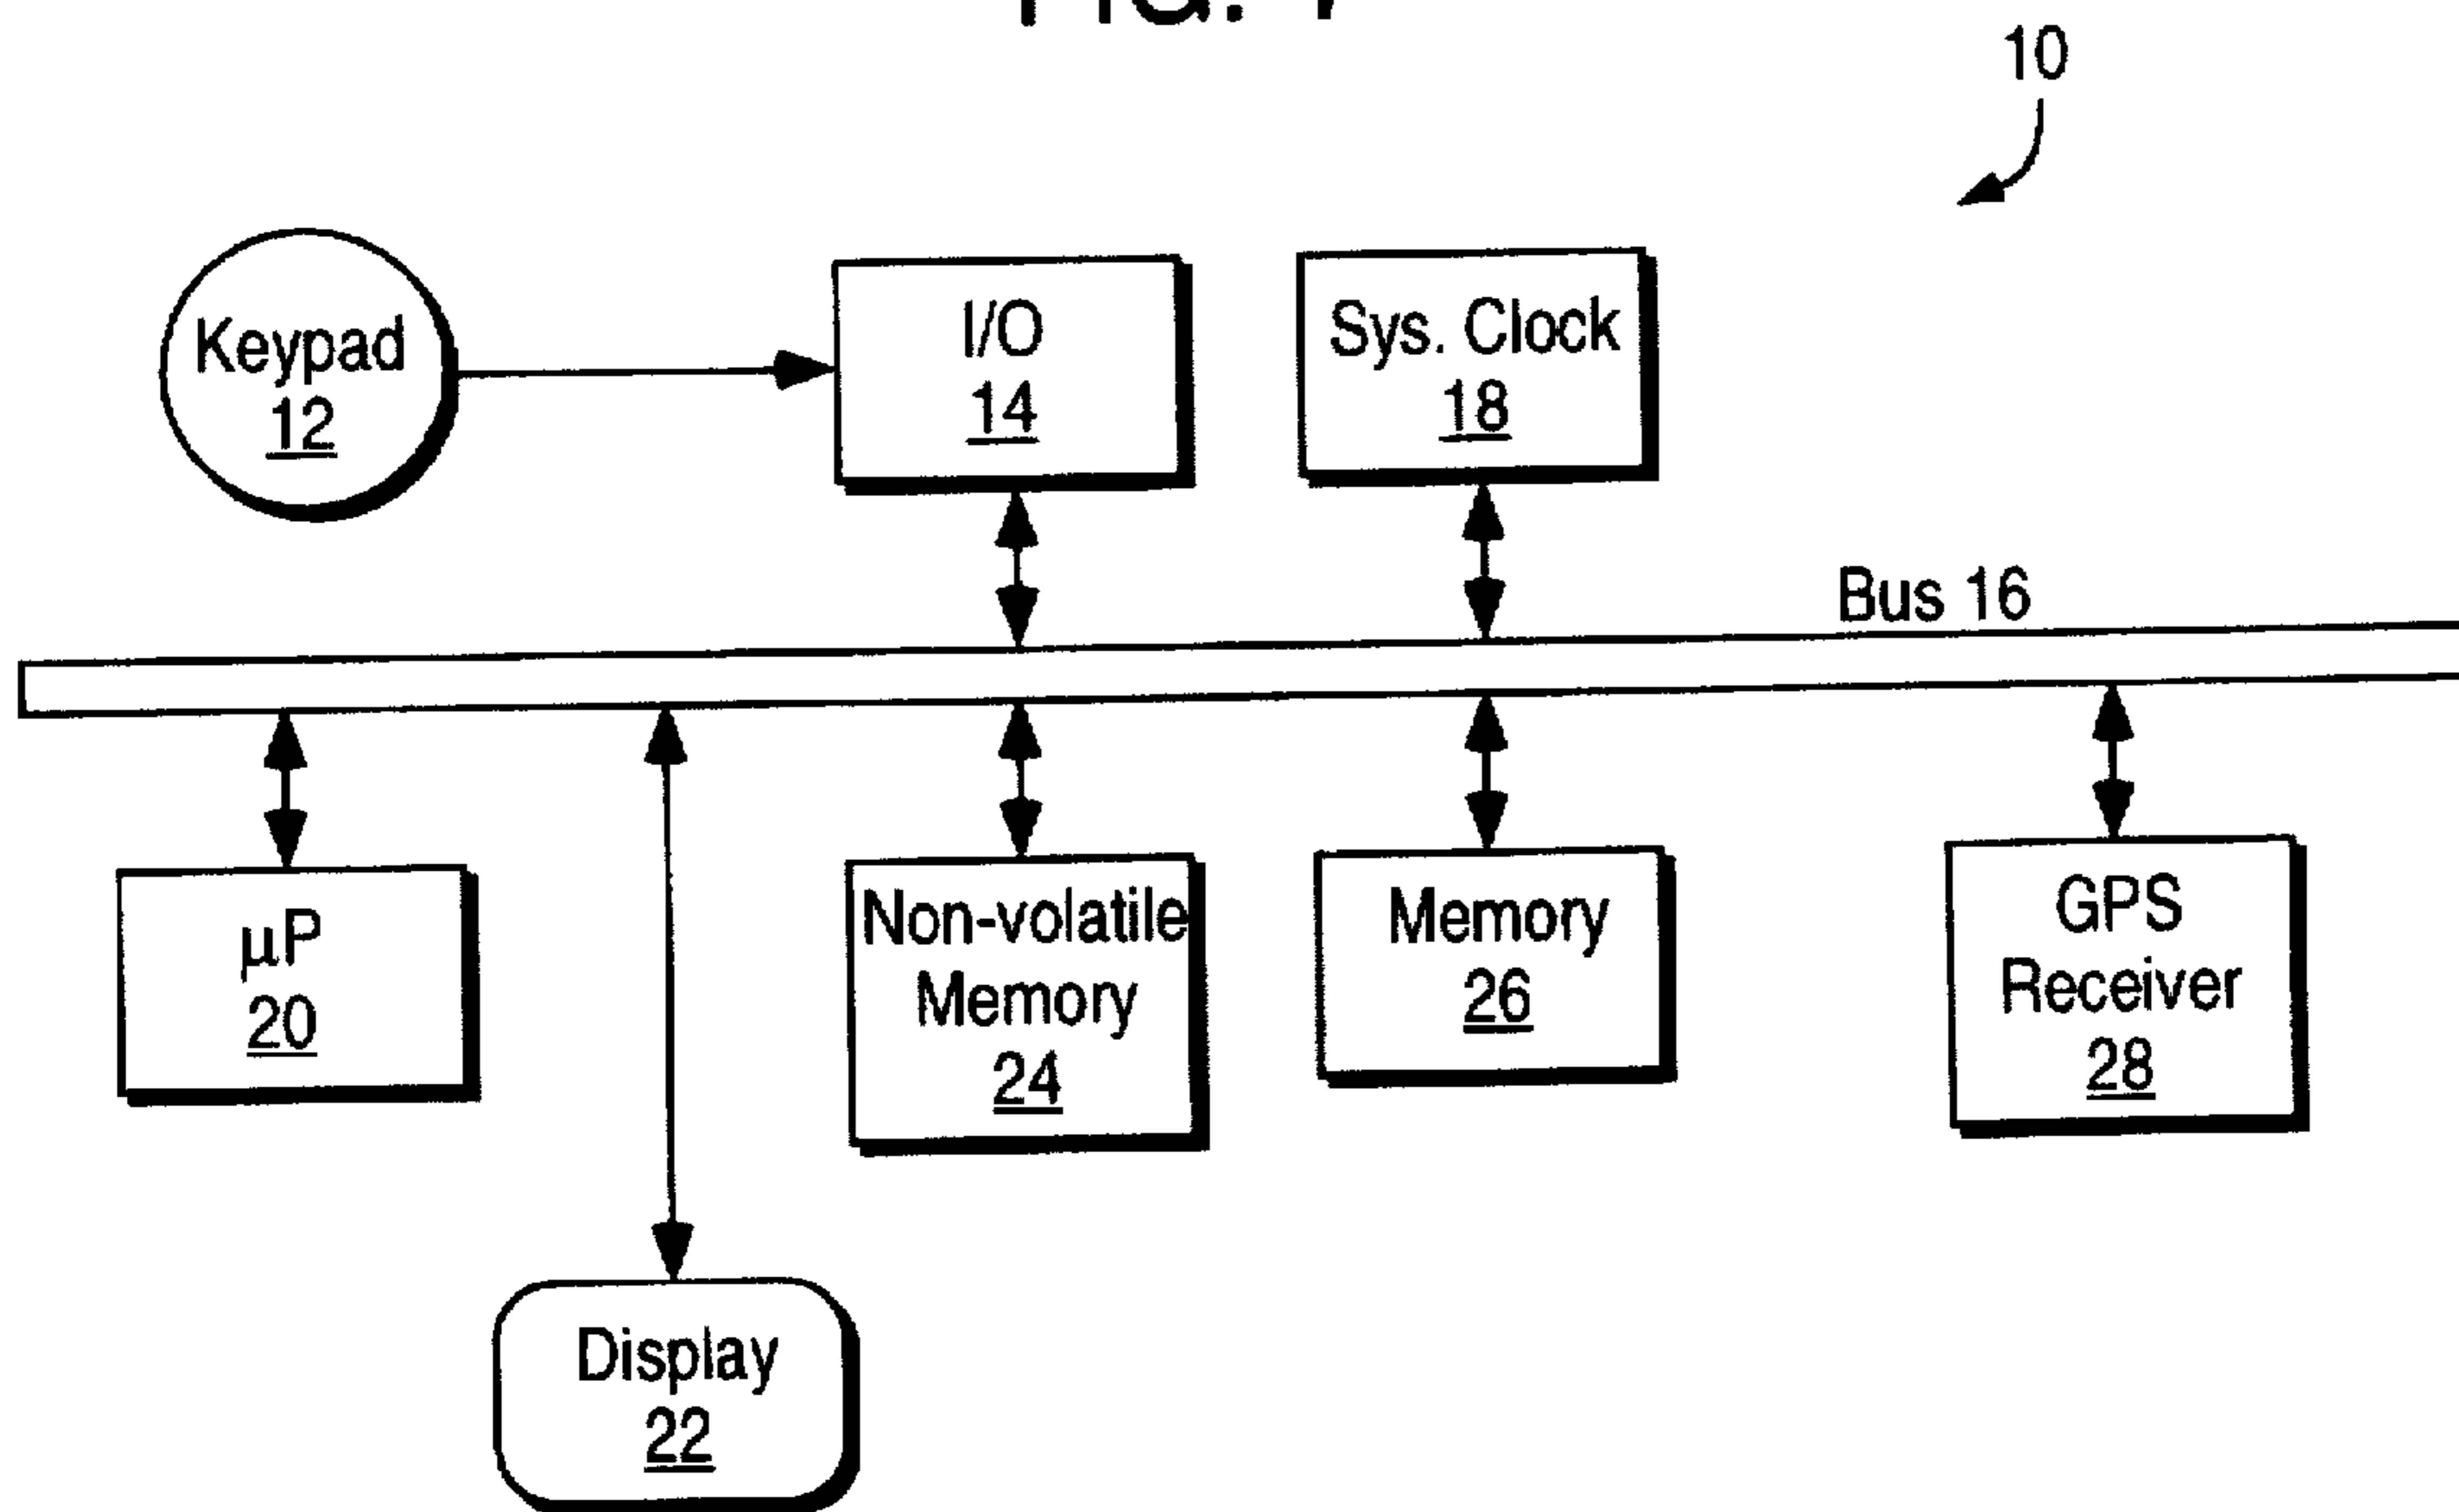 10
Keypad
12
I/O
14
Sys. Clock
18
Bus 16
µP
20
Non-volatile
Memory
24
Memory
26
GPS
Receiver
28
Display
22